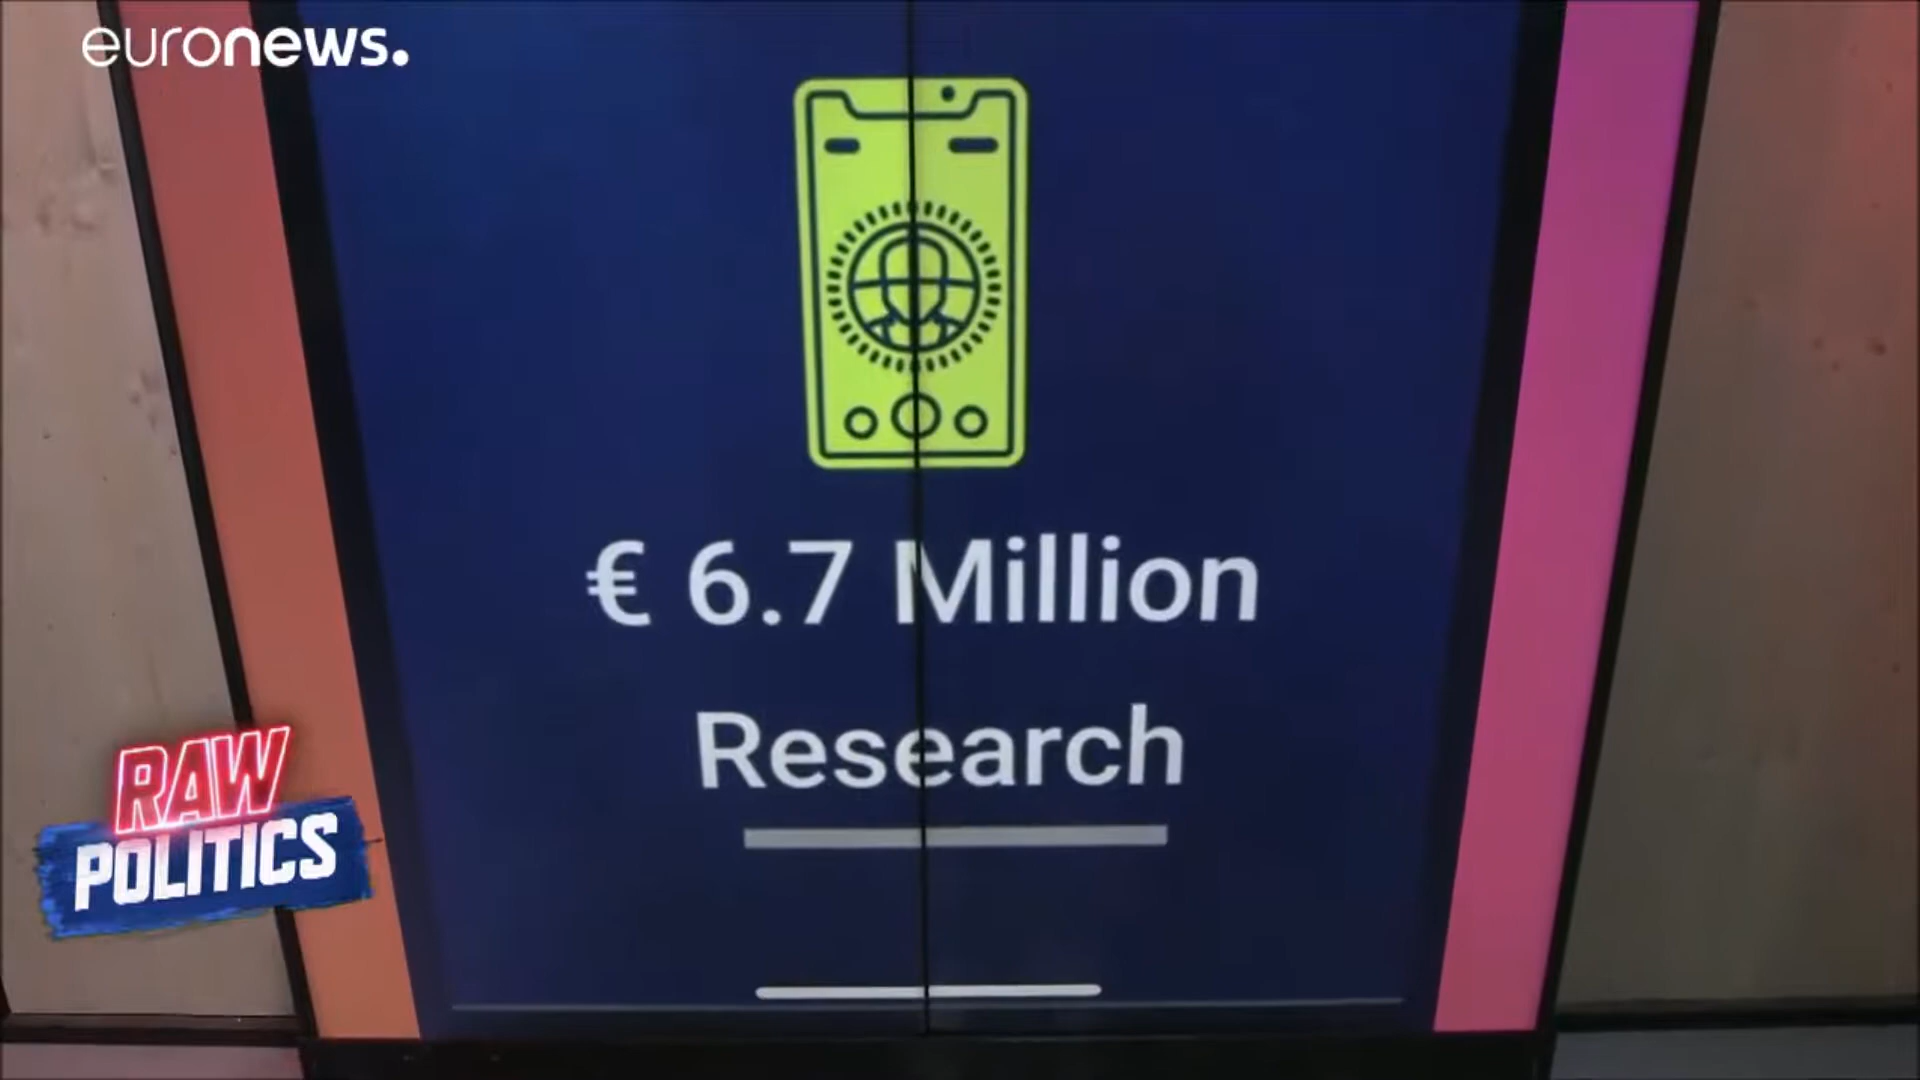 euronews.
€ 6.7 Million
Research
RAW
POLITICS